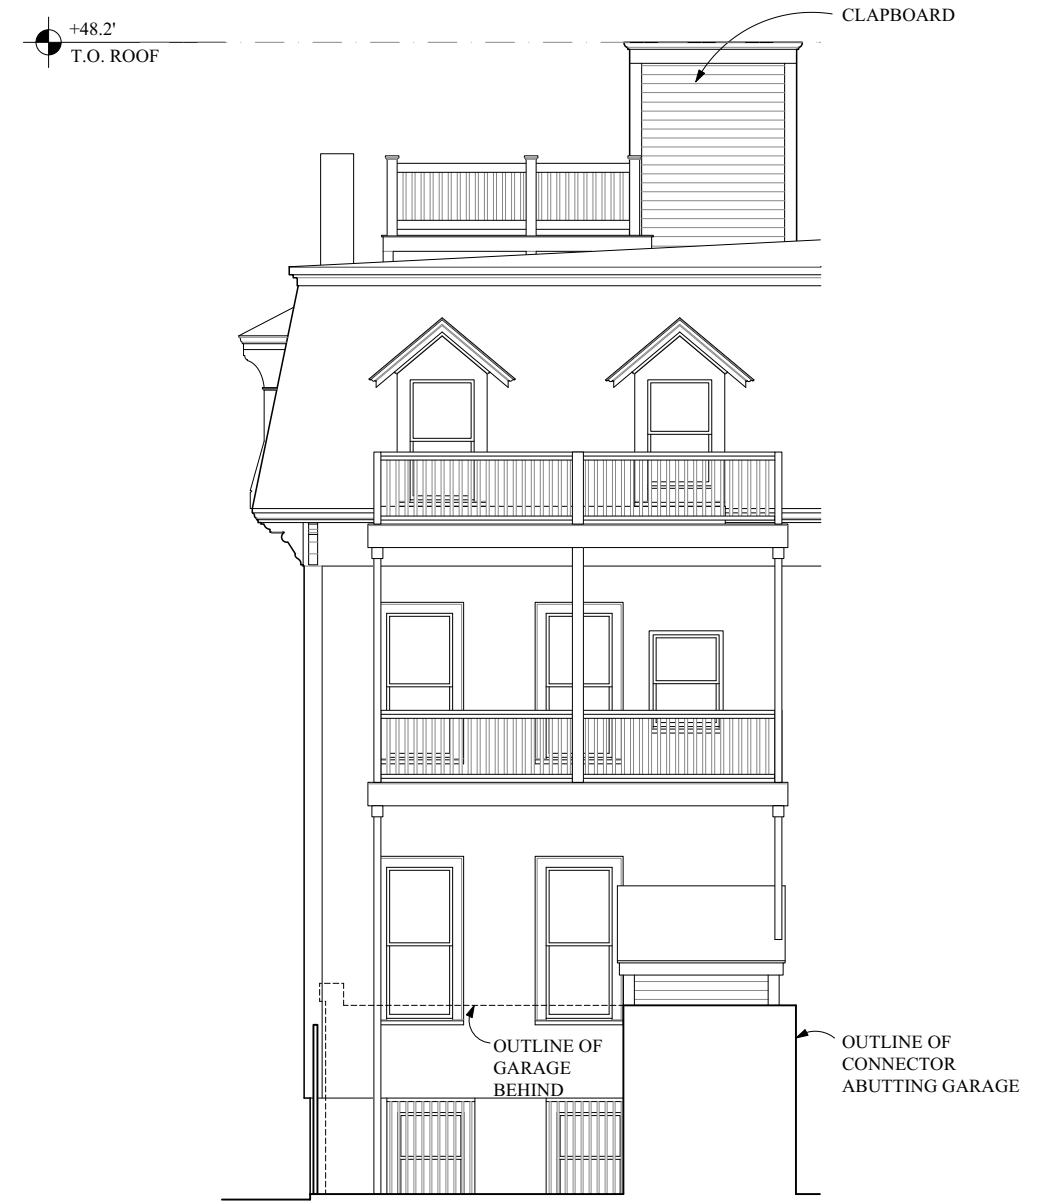 CLAPBOARD
+48.2'
T.O. ROOF
OUTLINE OF
GARAGE
BEHIND
OUTLINE OF
CONNECTOR
ABUTTING GARAGE